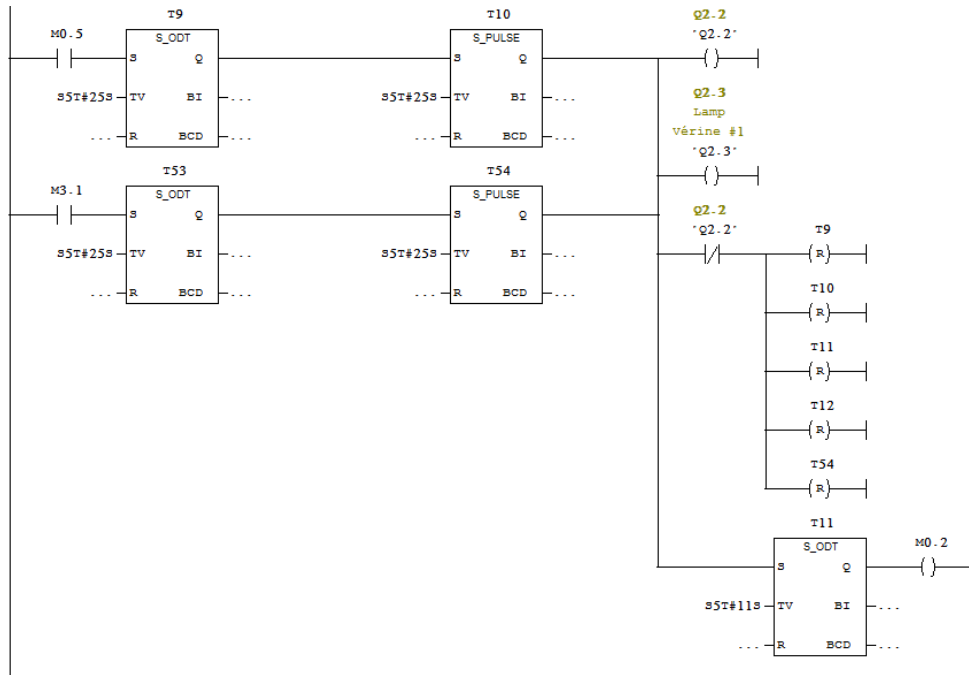 T9 T10 Q2.2
M0.5 S_ODT S_PULSE "Q2.2"
S Q S Q ( )
S5T#25S TV BI ... S5T#25S TV BI ... Q2.3
Lamp
... R BCD ... ... R BCD ... Vérine #1
"Q2.3"
T53 T54 ( )
M3.1 S_ODT S_PULSE
S Q S Q Q2.2
"Q2.2" T9
S5T#25S TV BI ... S5T#25S TV BI ... (R)
... R BCD ... ... R BCD ... T10
(R)
T11
(R)
T12
(R)
T54
(R)
T11
S_ODT M0.2
S Q ( )
S5T#11S TV BI ...
... R BCD ...